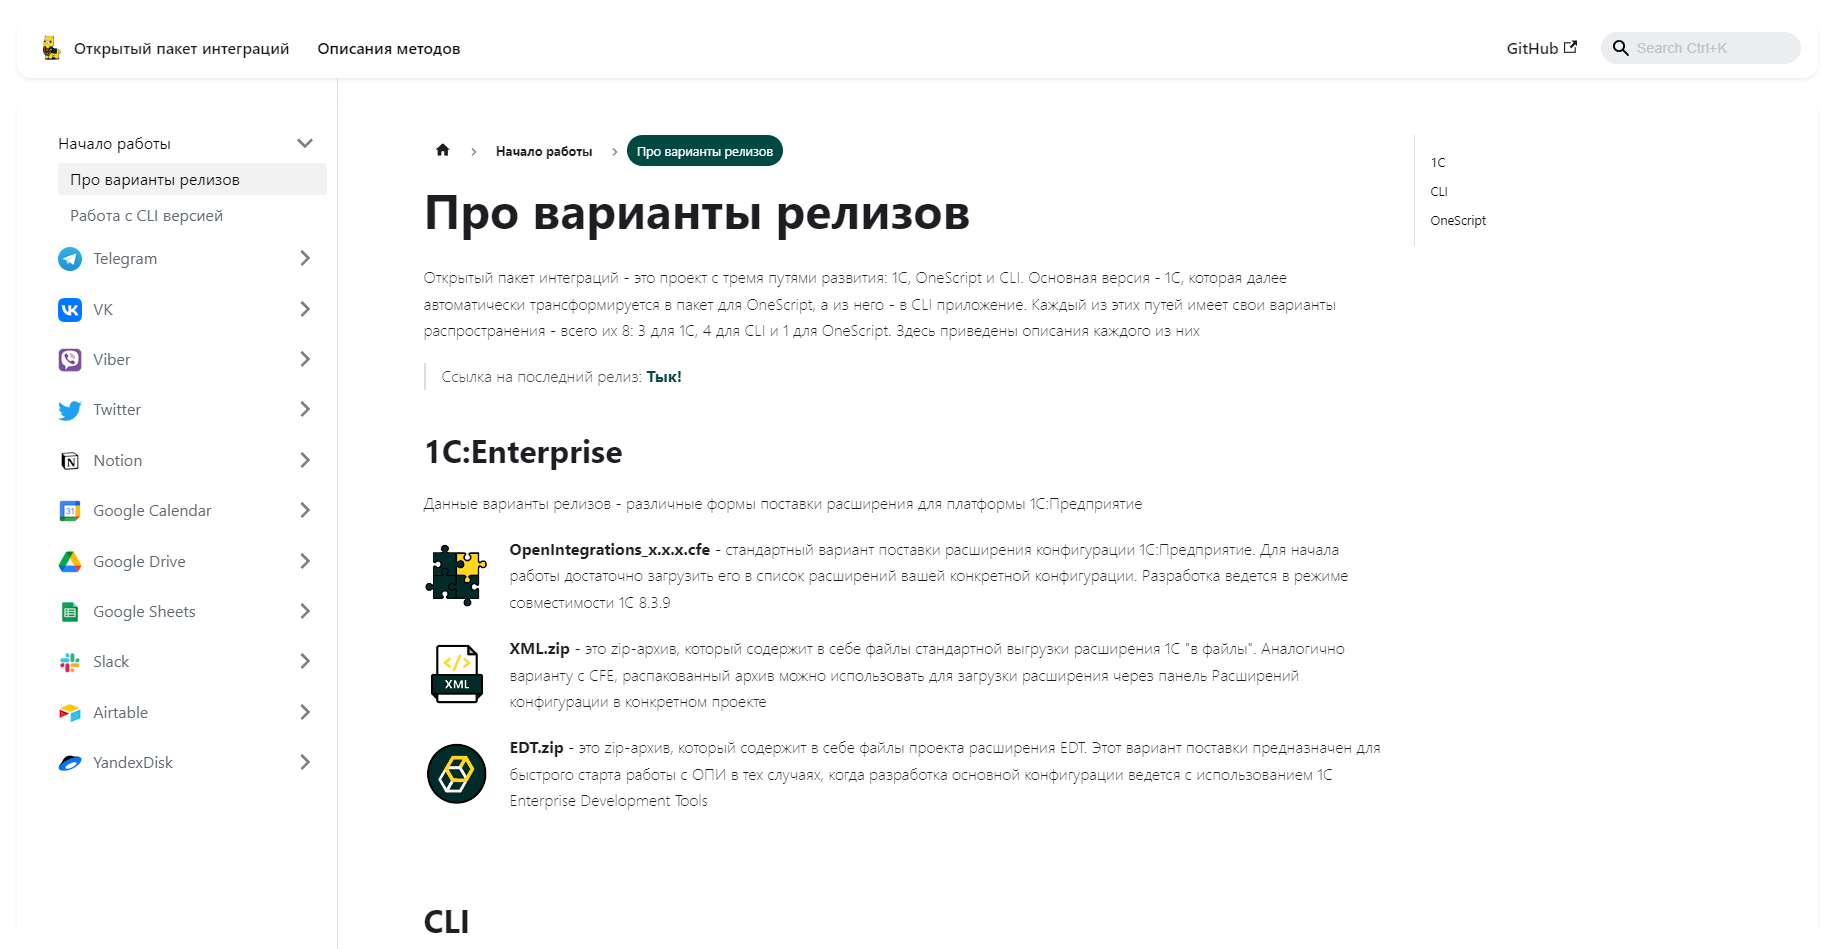 Открытый пакет интеграций
Описания методов
GitHub
Search Ctrl+K
Начало работы
Про варианты релизов
Работа с CLI версией
Telegram
VK
Viber
Twitter
Notion
31
Google Calendar
Google Drive
Google Sheets
Slack
Airtable
YandexDisk
Начало работы
Про варианты релизов
Про варианты релизов
Открытый пакет интеграций - это проект с тремя путями развития: 1С, OneScript и CLI. Основная версия - 1С, которая далее
автоматически трансформируется в пакет для OneScript, а из него - в CLI приложение. Каждый из этих путей имеет свои варианты
распространения - всего их 8: 3 для 1С, 4 для CLI и 1 для OneScript. Здесь приведены описания каждого из них
Ссылка на последний релиз: Тык!
1C:Enterprise
Данные варианты релизов - различные формы поставки расширения для платформы 1С:Предприятие
OpenIntegrations_x.x.x.cfe - стандартный вариант поставки расширения конфигурации 1С:Предприятие. Для начала
работы достаточно загрузить его в список расширений вашей конкретной конфигурации. Разработка ведется в режиме
совместимости 1С 8.3.9
</>
XML
XML.zip - это zip-архив, который содержит в себе файлы стандартной выгрузки расширения 1С "в файлы". Аналогично
варианту с CFE, распакованный архив можно использовать для загрузки расширения через панель Расширений
конфигурации в конкретном проекте
EDT.zip - это zip-архив, который содержит в себе файлы проекта расширения EDT. Этот вариант поставки предназначен для
быстрого старта работы с ОПИ в тех случаях, когда разработка основной конфигурации ведется с использованием 1С
Enterprise Development Tools
CLI
1C
CLI
OneScript